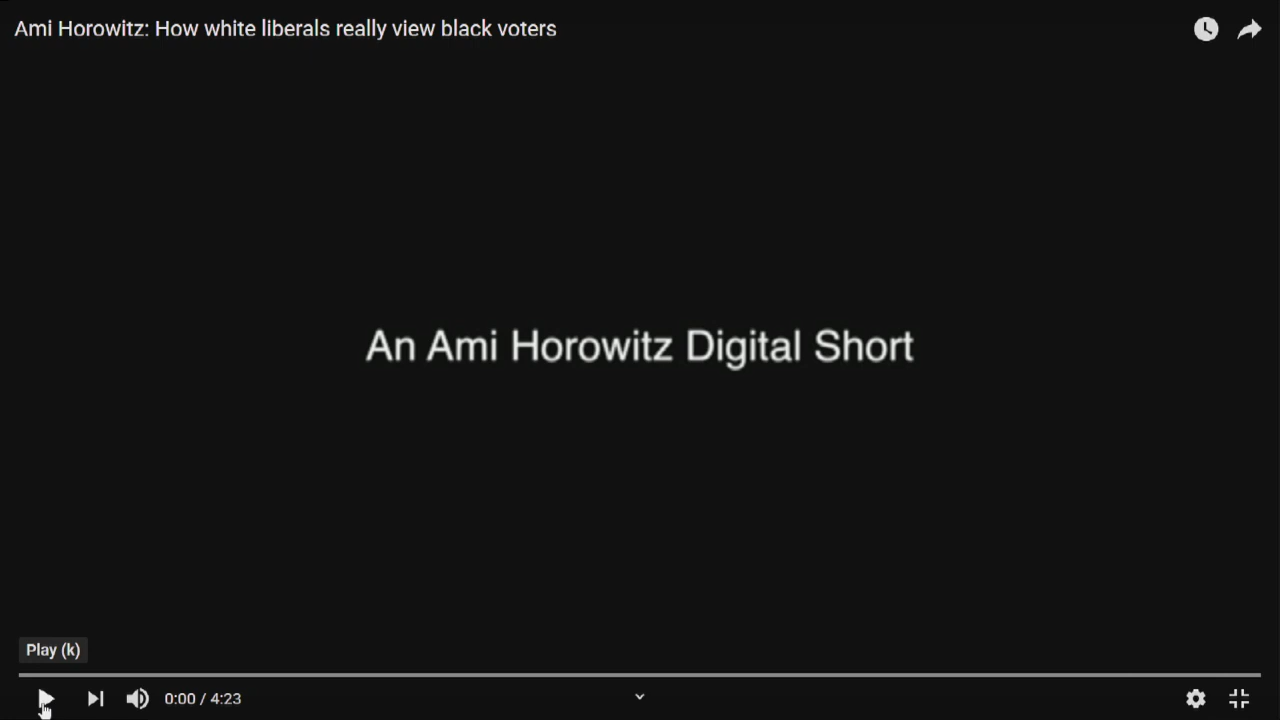 Ami Horowitz: How white liberals really view black voters
An Ami Horowitz Digital Short
Play (k)
0:00 / 4:23